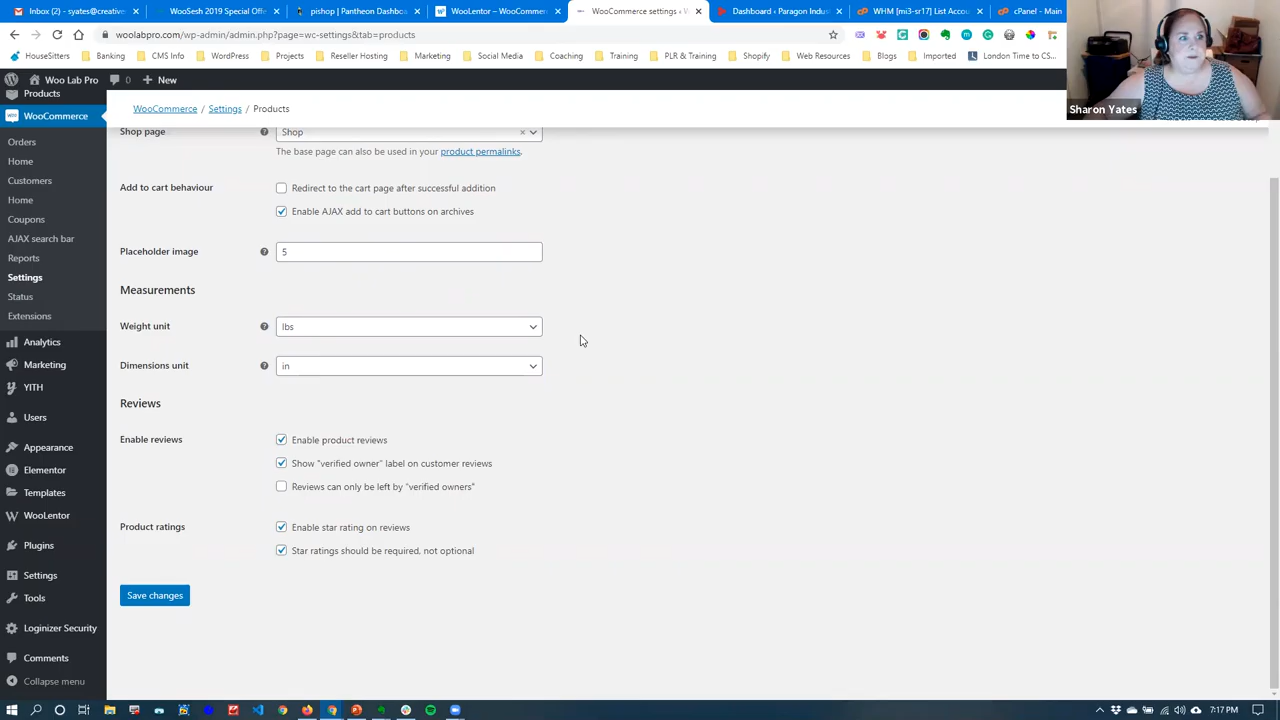 Inbox (2) - syates@creative
WooSesh 2019 Special Offe
pishop | Pantheon Dashboa
WooLentor – WooCommerce
WooCommerce settings ‹ W
Dashboard ‹ Paragon Indus
WHM [mi3-sr17] List Accou
cPanel - Main
woolabpro.com/wp-admin/admin.php?page=wc-settings&tab=products
HouseSitters
Banking
CMS Info
WordPress
Projects
Reseller Hosting
Marketing
Social Media
Coaching
Training
PLR & Training
Shopify
Web Resources
Blogs
Imported
London Time to CS...
Woo Lab Pro
0
New
Sharon Yates
Products
WooCommerce
Orders
Home
Customers
Home
Coupons
AJAX search bar
Reports
Settings
Status
Extensions
Analytics
Marketing
YITH
Users
Appearance
Elementor
Templates
WooLentor
Plugins
Settings
Tools
Loginizer Security
Comments
Collapse menu
WooCommerce / Settings / Products
Shop page
Shop
The base page can also be used in your product permalinks.
Add to cart behaviour
Redirect to the cart page after successful addition
Enable AJAX add to cart buttons on archives
Placeholder image
5
Measurements
Weight unit
lbs
Dimensions unit
in
Reviews
Enable reviews
Enable product reviews
Show "verified owner" label on customer reviews
Reviews can only be left by "verified owners"
Product ratings
Enable star rating on reviews
Star ratings should be required, not optional
Save changes
7:17 PM